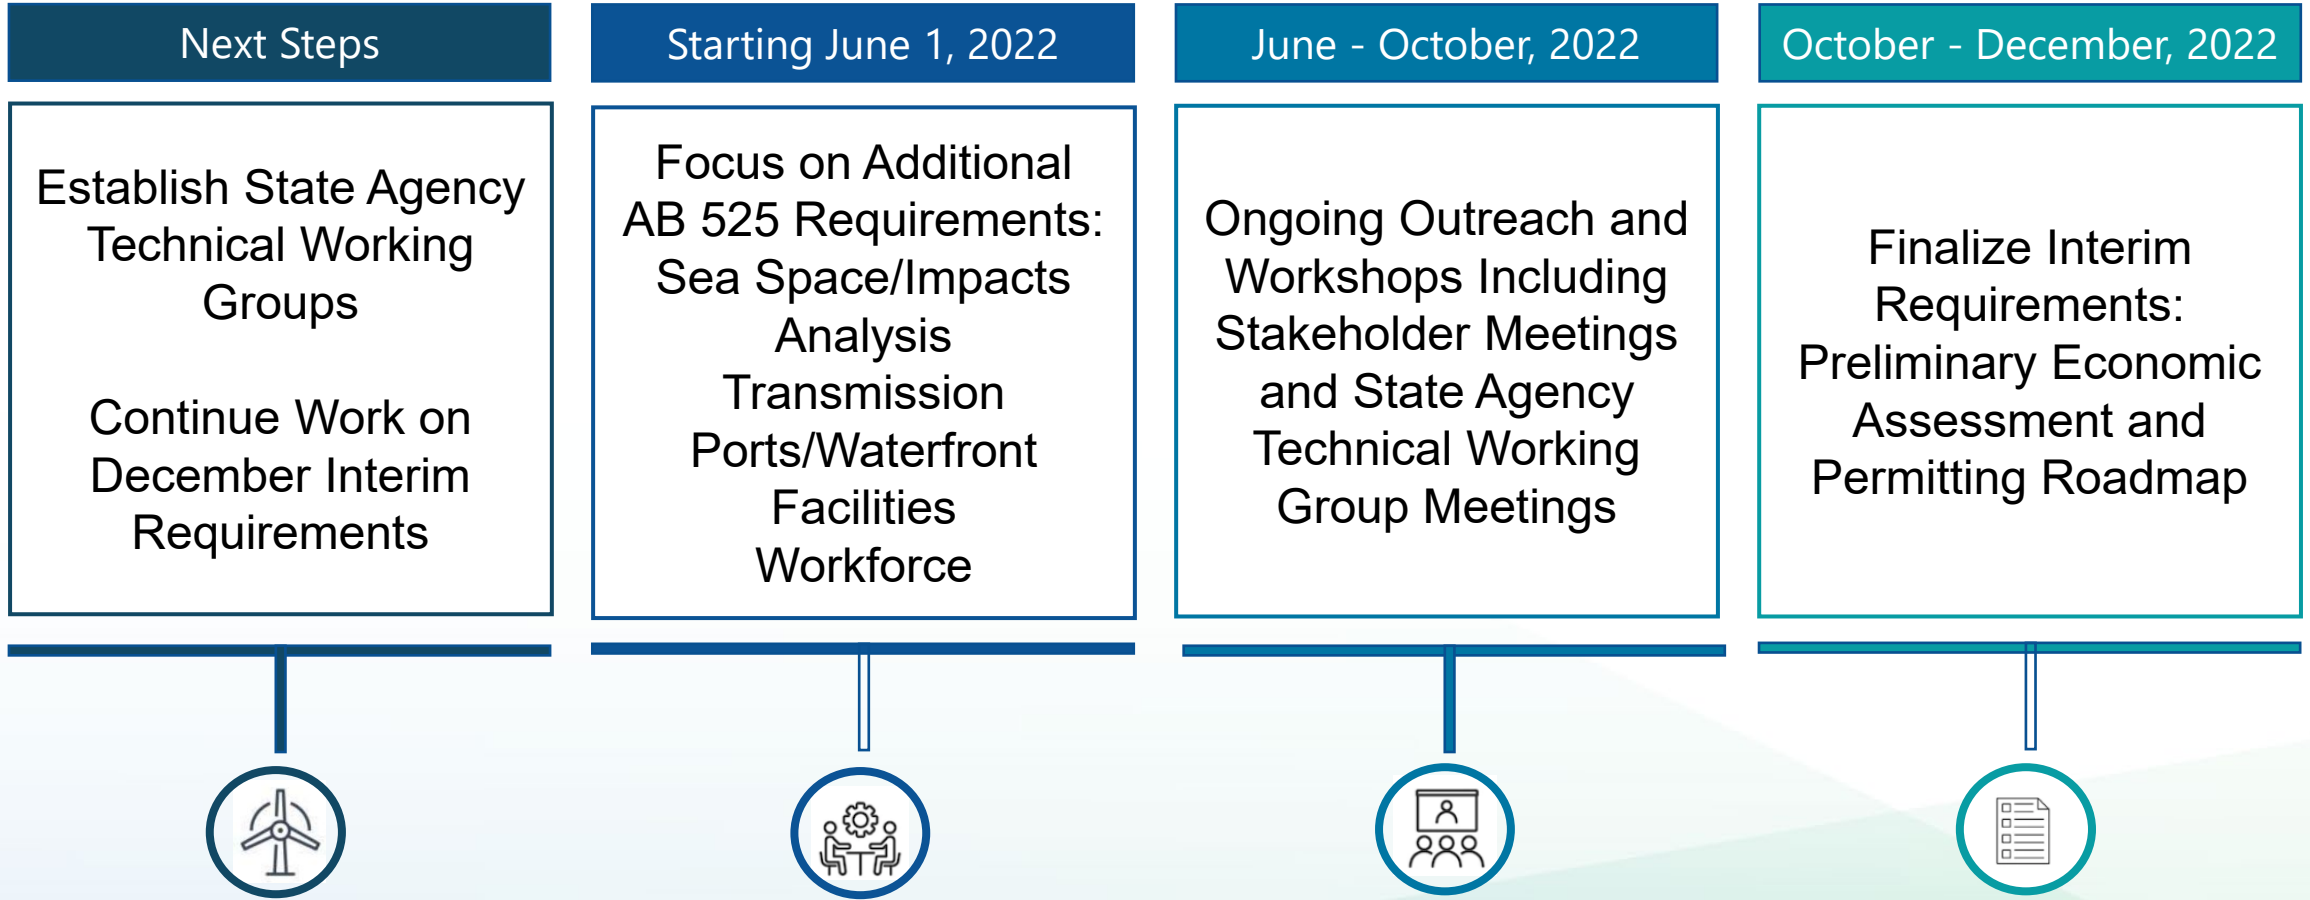 Next Steps
Establish State Agency
Technical Working
Groups
Continue Work on
December Interim
Requirements
Starting June 1, 2022
Focus on Additional
AB 525 Requirements:
Sea Space/Impacts
Analysis
Transmission
Ports/Waterfront
Facilities
Workforce
June - October, 2022
Ongoing Outreach and
Workshops Including
Stakeholder Meetings
and State Agency
Technical Working
Group Meetings
October - December, 2022
Finalize Interim
Requirements:
Preliminary Economic
Assessment and
Permitting Roadmap